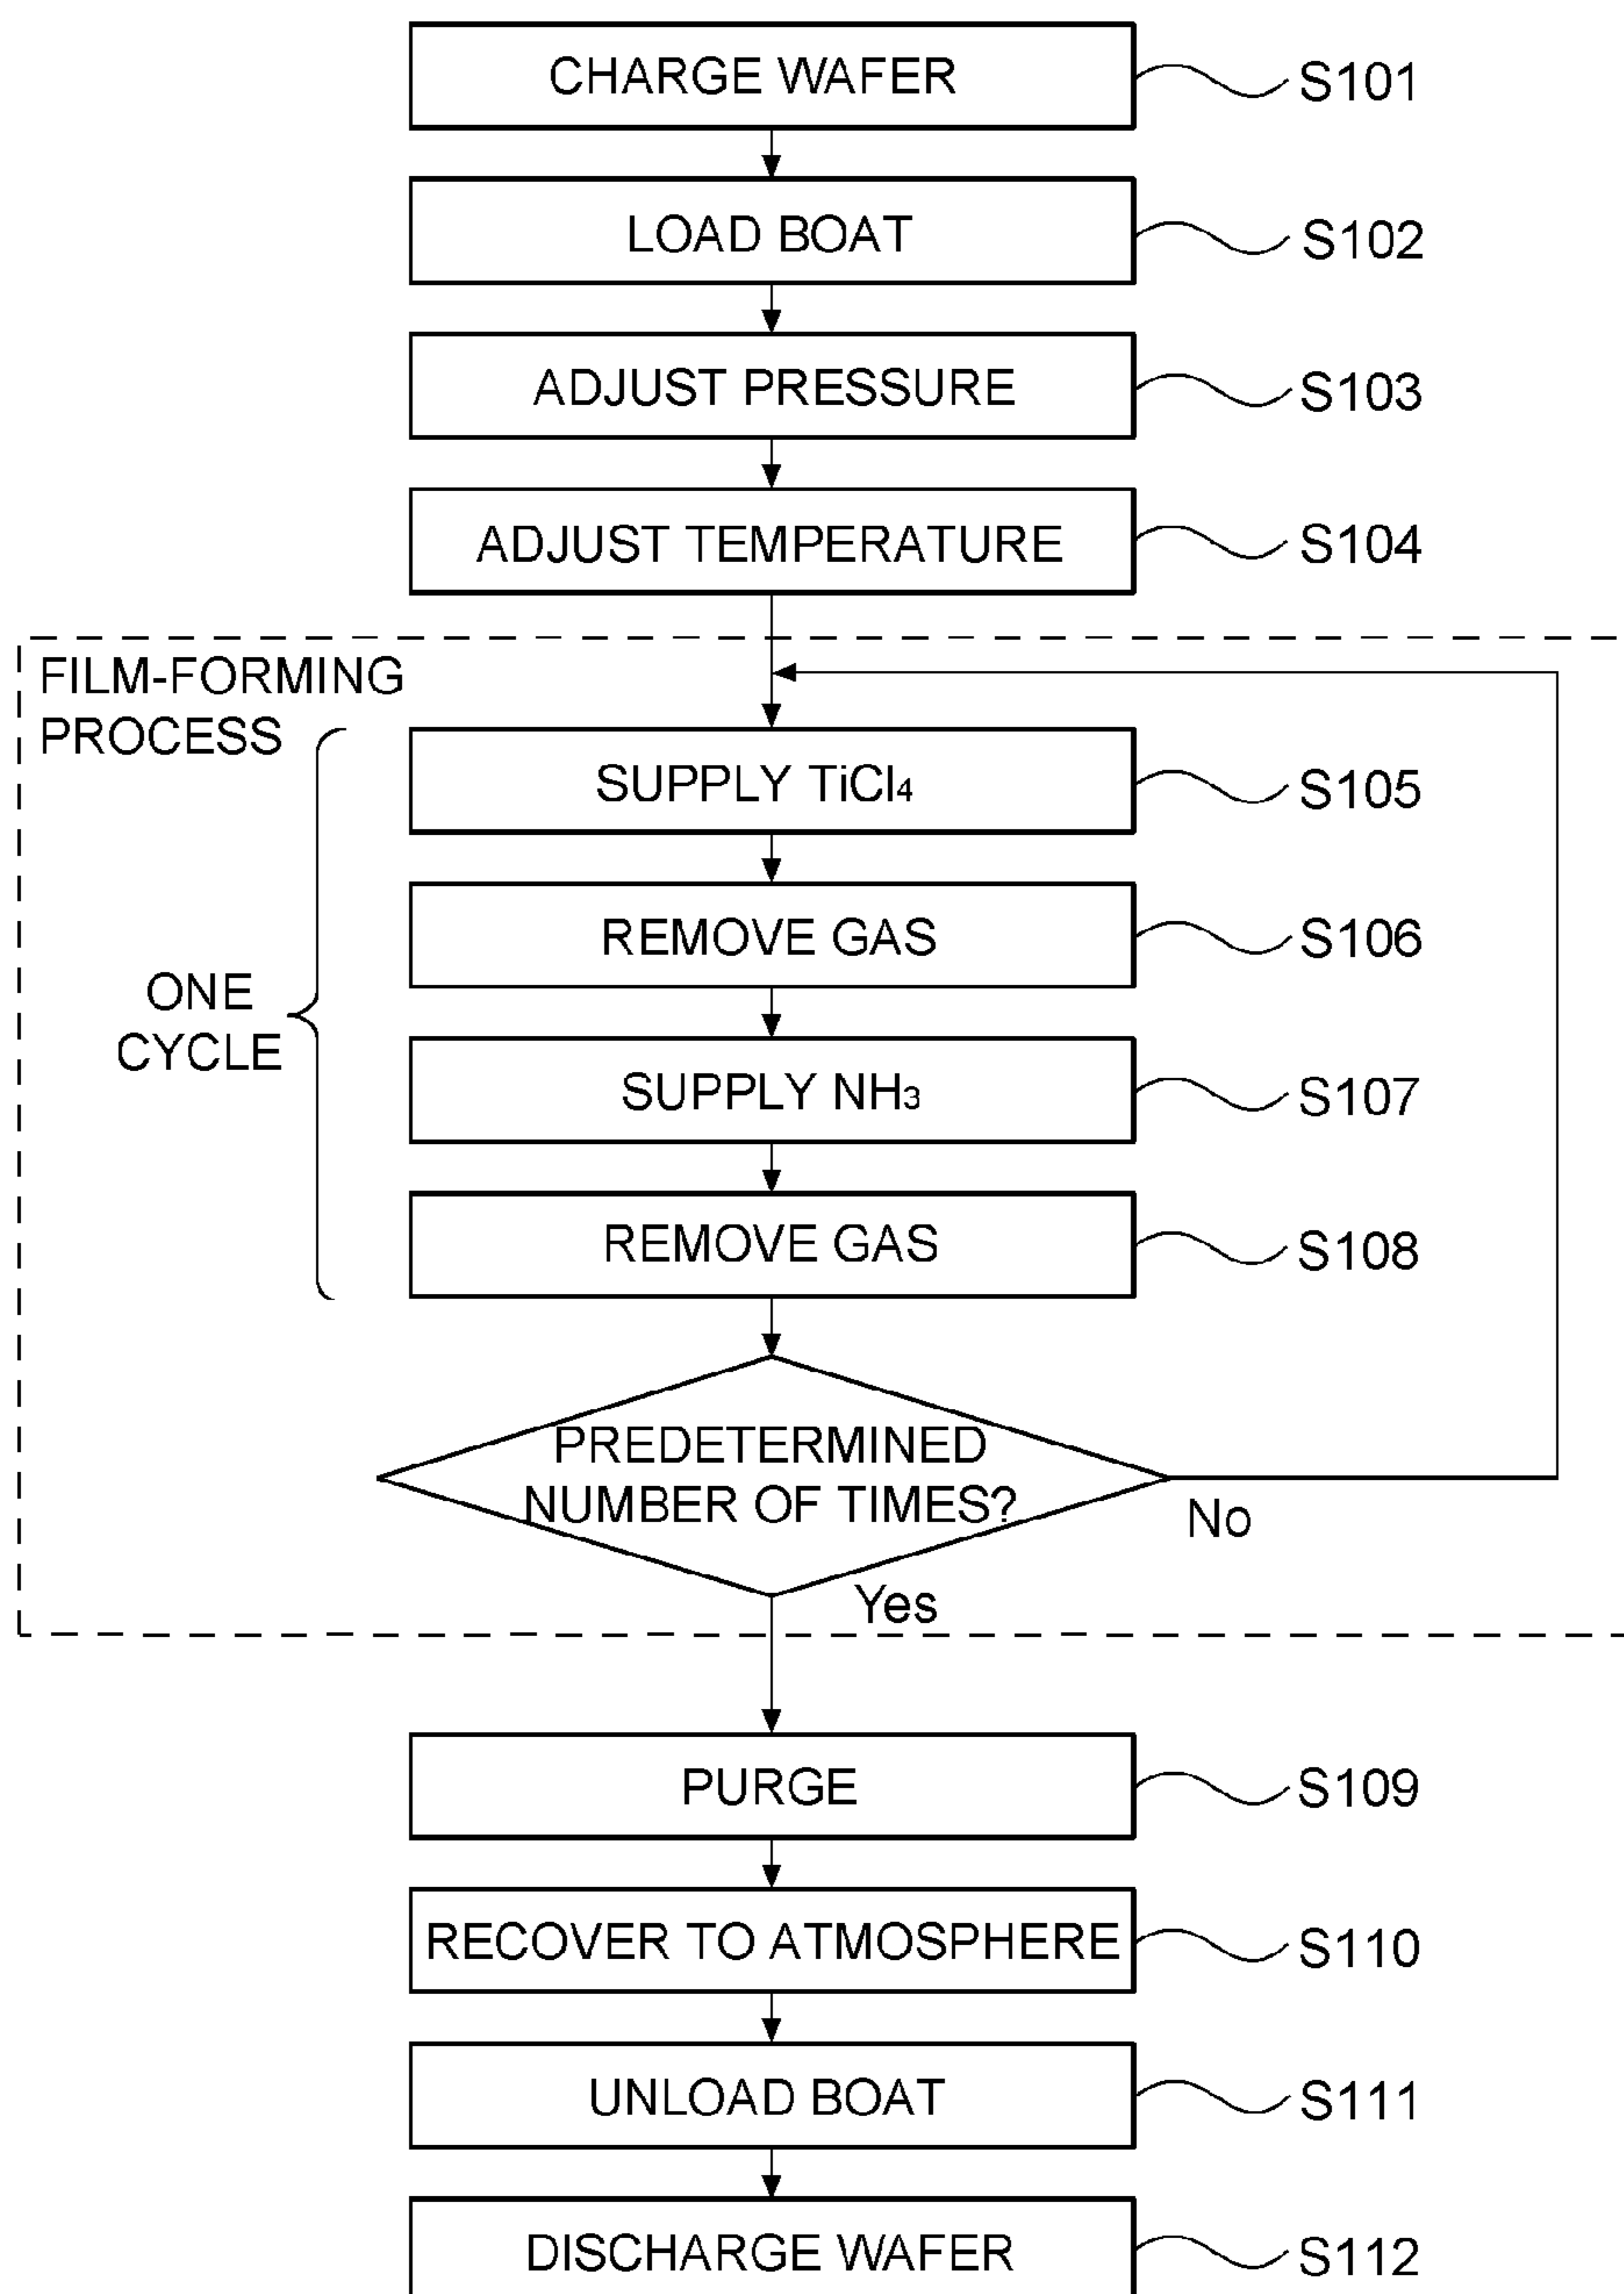 CHARGE WAFER
S101
LOAD BOAT
S102
ADJUST PRESSURE
S103
ADJUST TEMPERATURE
S104
FILM-FORMING
PROCESS
SUPPLY TiCl₄
S105
REMOVE GAS
S106
ONE
CYCLE
SUPPLY NH₃
S107
REMOVE GAS
S108
PREDETERMINED
NUMBER OF TIMES?
No
Yes
PURGE
S109
RECOVER TO ATMOSPHERE
S110
UNLOAD BOAT
S111
DISCHARGE WAFER
S112